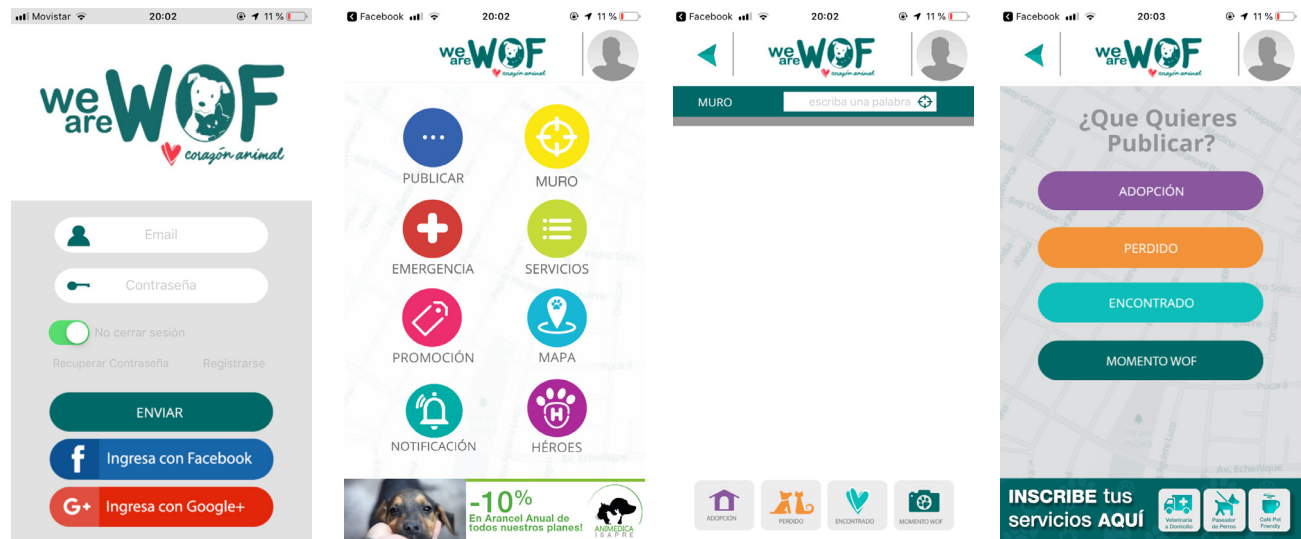 Movistar 20:02 11 %
we are WOF
corazón animal
Email
Contraseña
No cerrar sesión
Recuperar Contraseña Registrarse
ENVIAR
f Ingresa con Facebook
G+ Ingresa con Google+
Facebook 20:02 11 %
we are WOF
corazón animal
PUBLICAR MURO
EMERGENCIA SERVICIOS
PROMOCIÓN MAPA
H
NOTIFICACIÓN HÉROES
Av. Echeñique
-10%
En Arancel Anual de
todos nuestros planes!
ANIMEDICA
ISAPRE
Facebook 20:02 11 %
we are WOF
corazón animal
MURO escriba una palabra
ADOPCIÓN PERDIDO ENCONTRADO MOMENTO WOF
Facebook 20:03 11 %
we are WOF
corazón animal
¿Que Quieres
Publicar?
ADOPCIÓN
PERDIDO
ENCONTRADO
MOMENTO WOF
Pucará
Av. Echeñique
INSCRIBE tus
servicios AQUÍ
Veterinaria
a Domicilio
Paseador
de Perros
Café Pet
Friendly